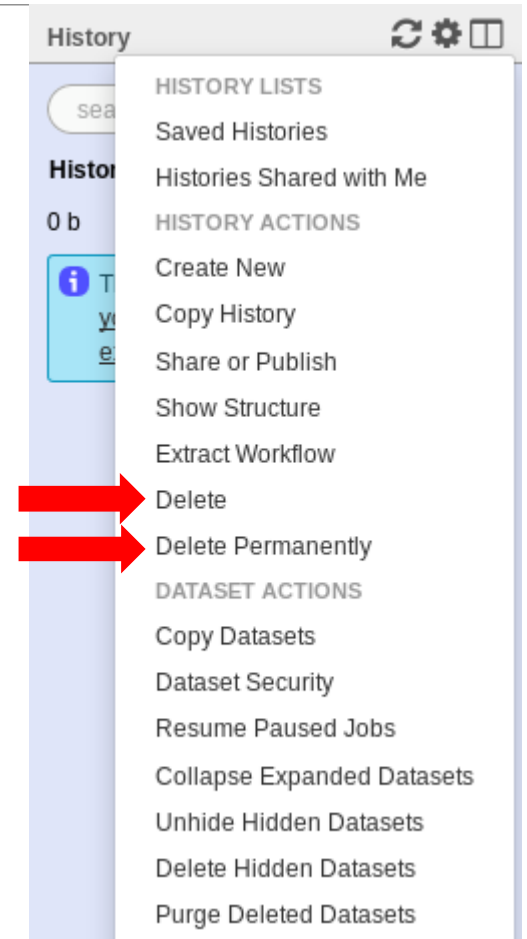 History
HISTORY LISTS
sea
Saved Histories
Histor
Histories Shared with Me
0 b
HISTORY ACTIONS
Create New
i T
y
Copy History
e
Share or Publish
Show Structure
Extract Workflow
Delete
Delete Permanently
DATASET ACTIONS
Copy Datasets
Dataset Security
Resume Paused Jobs
Collapse Expanded Datasets
Unhide Hidden Datasets
Delete Hidden Datasets
Purge Deleted Datasets